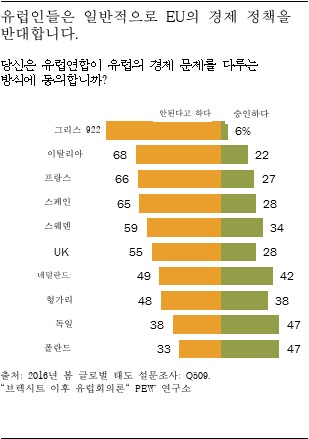 유럽인들은 일반적으로 EU의 경제 정책을
반대합니다.
당신은 유럽연합이 유럽의 경제 문제를 다루는
방식에 동의합니까?
안된다고 하다 승인하다
그리스 922 6%
이탈리아 68 22
프랑스 66 27
스페인 65 28
스웨덴 59 34
UK 55 28
네덜란드: 49 42
헝가리 48 38
독일 38 47
폴란드 33 47
출처: 2016년 봄 글로벌 태도 설문조사: Q509.
"브렉시트 이후 유럽회의론" PEW 연구소